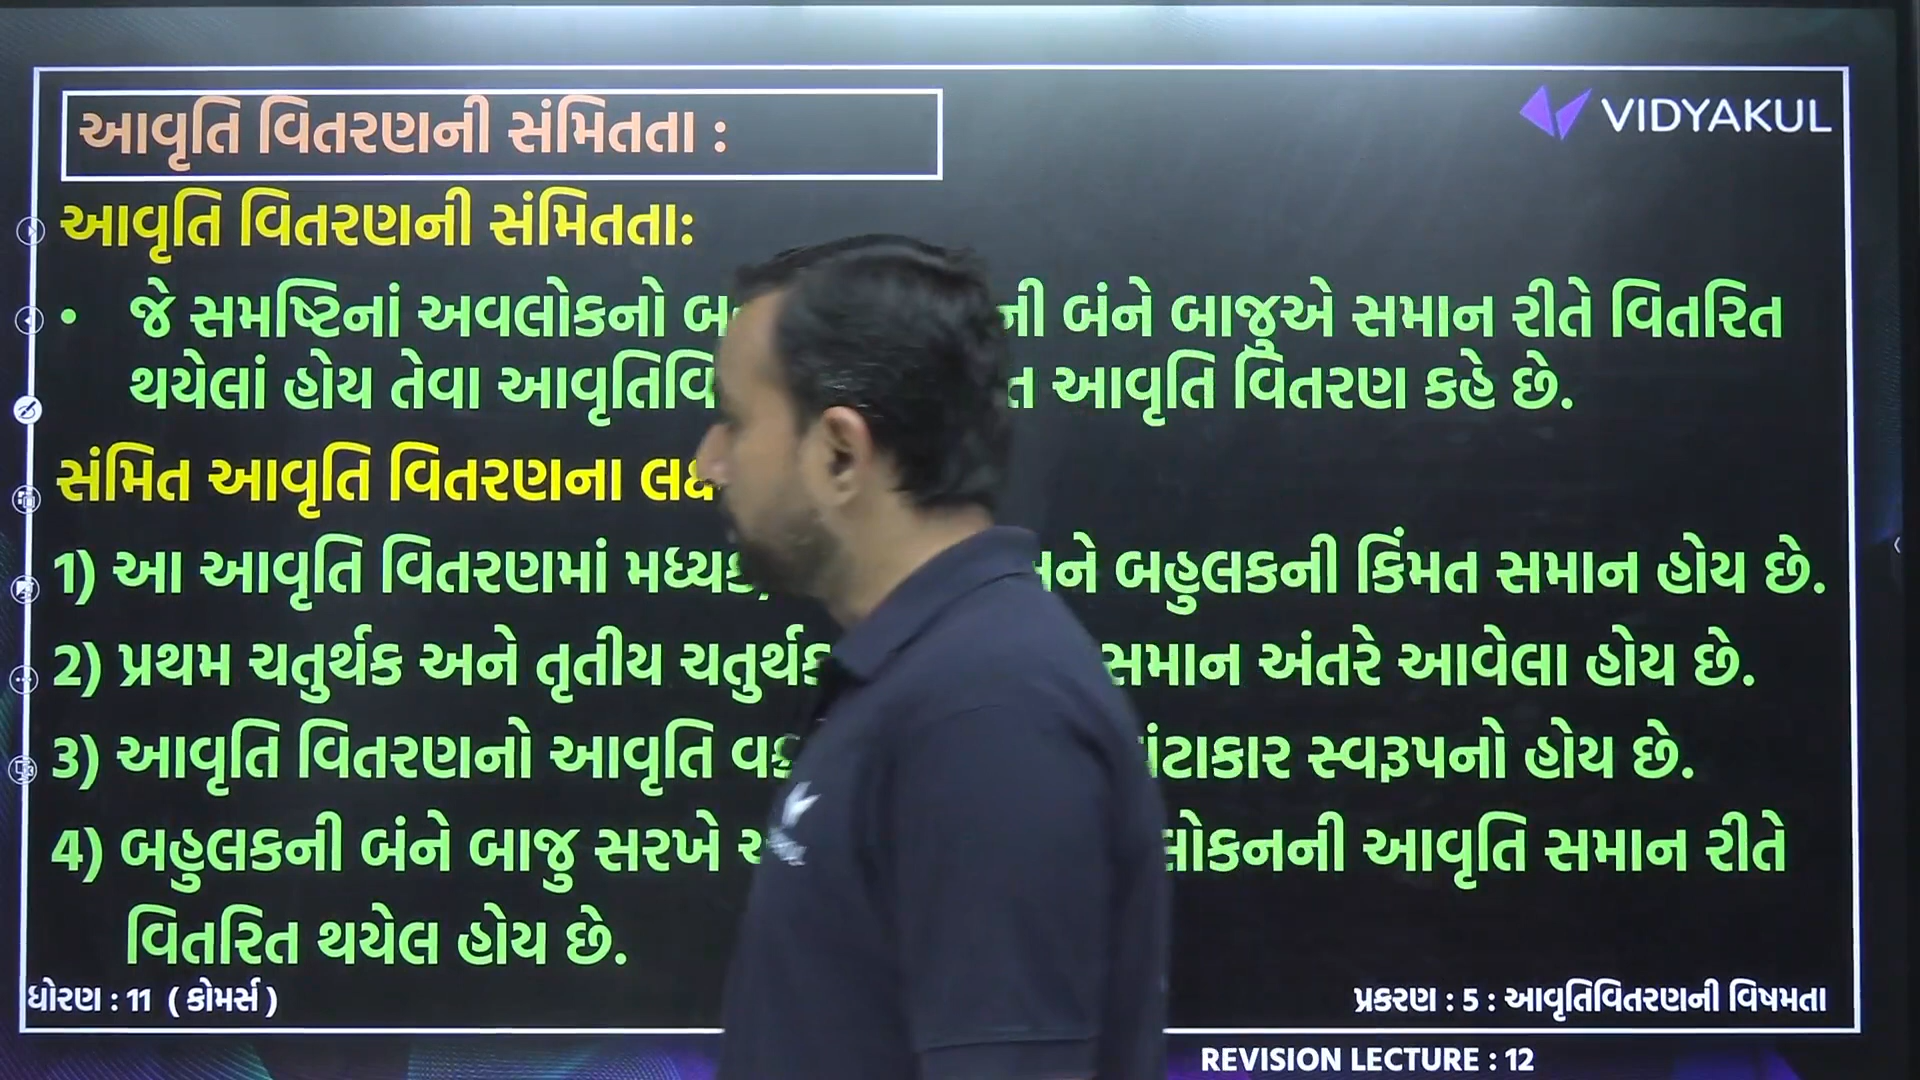 આવૃતિ વિતરણની સંમિતતા :
VIDYAKUL
આવૃતિ વિતરણની સંમિતતા:
• જે સમષ્ટિનાં અવલોકનો બંને બાજુએ સમાન રીતે વિતરિત
થયેલાં હોય તેવા આવૃતિ વિતરણ કહે છે.
સંમિત આવૃતિ વિતરણના
1) આ આવૃતિ વિતરણમાં બહુલકની કિંમત સમાન હોય છે.
2) પ્રથમ ચતુર્થક અને તૃતીય સમાન અંતરે આવેલા હોય છે.
3) આવૃતિ વિતરણનો આવૃતિ સ્વરૂપનો હોય છે.
4) બહુલકની બંને બાજુ સરખે આવૃતિ સમાન રીતે
વિતરિત થયેલ હોય છે.
ધોરણ : 11 ( કોમર્સ )
પ્રકરણ : 5 : આવૃતિવિતરણની વિષમતા
REVISION LECTURE : 12